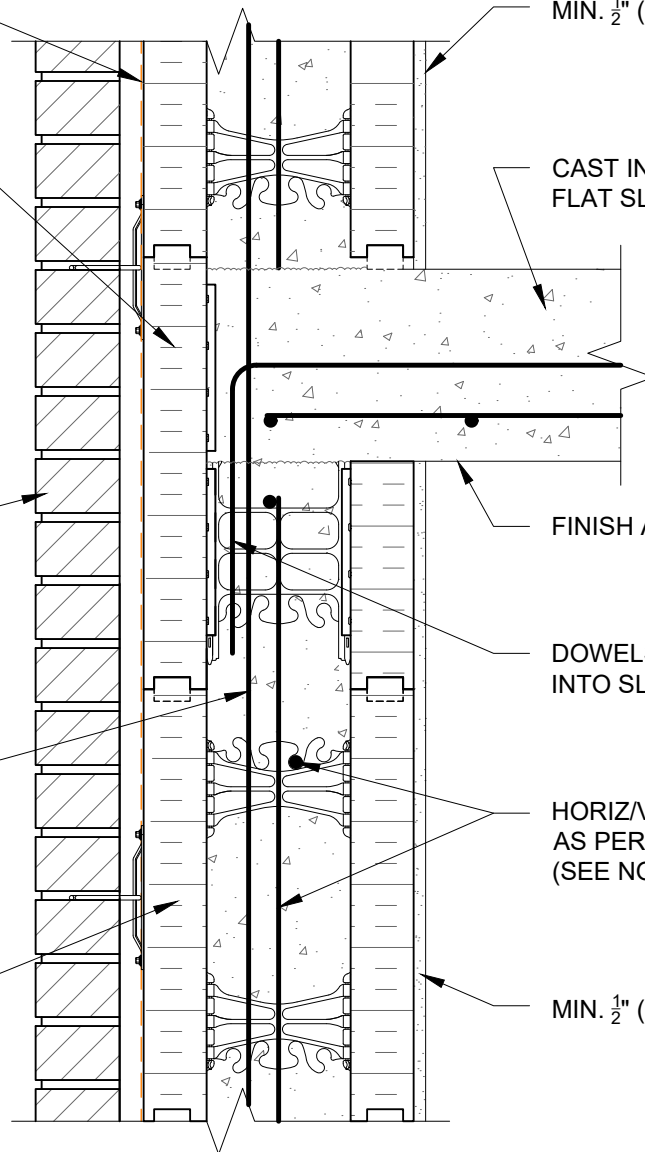 MIN. ½" (
CAST IN
FLAT SL
FINISH A
DOWEL
INTO SL
HORIZ/V
AS PER
(SEE NO
MIN. ½" (